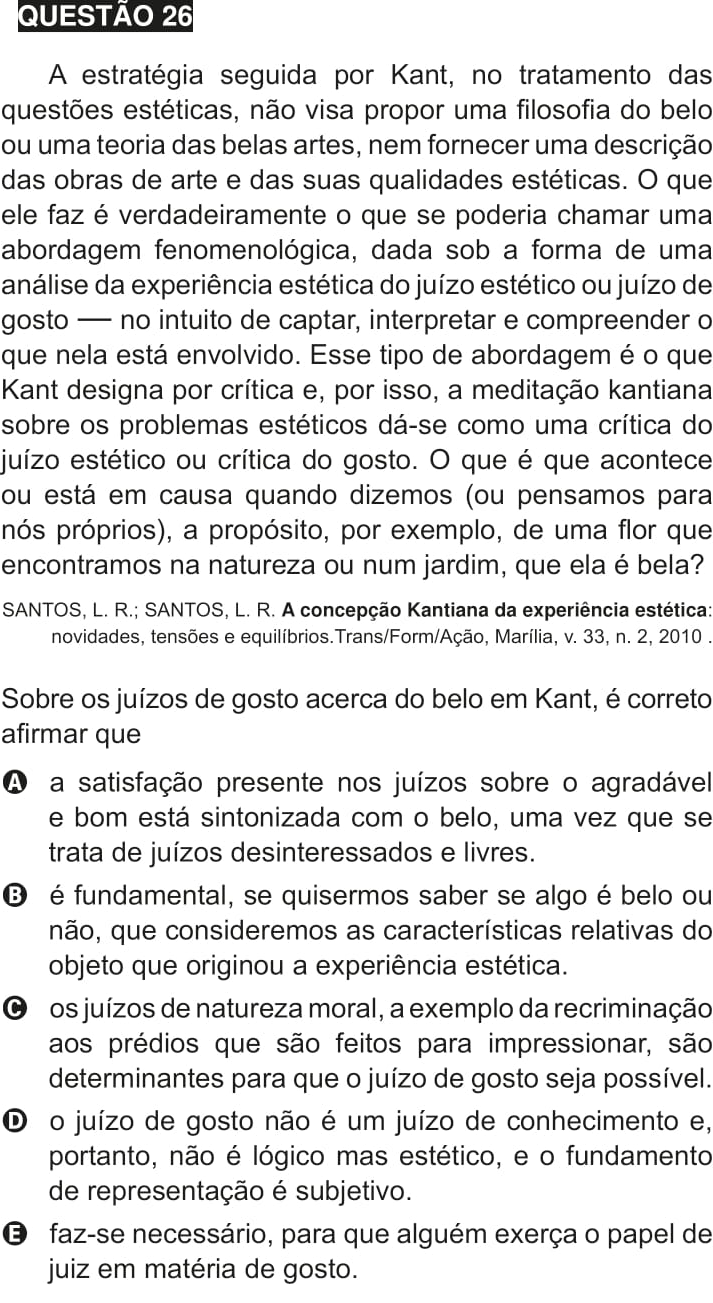 QUESTÃO 26
A estratégia seguida por Kant, no tratamento das
questões estéticas, não visa propor uma filosofia do belo
ou uma teoria das belas artes, nem fornecer uma descrição
das obras de arte e das suas qualidades estéticas. O que
ele faz é verdadeiramente o que se poderia chamar uma
abordagem fenomenológica, dada sob a forma de uma
análise da experiência estética do juízo estético ou juízo de
gosto — no intuito de captar, interpretar e compreender o
que nela está envolvido. Esse tipo de abordagem é o que
Kant designa por crítica e, por isso, a meditação kantiana
sobre os problemas estéticos dá-se como uma crítica do
juízo estético ou crítica do gosto. O que é que acontece
ou está em causa quando dizemos (ou pensamos para
nós próprios), a propósito, por exemplo, de uma flor que
encontramos na natureza ou num jardim, que ela é bela?
SANTOS, L. R.; SANTOS, L. R. A concepção Kantiana da experiência estética:
novidades, tensões e equilíbrios.Trans/Form/Ação, Marília, v. 33, n. 2, 2010 .
Sobre os juízos de gosto acerca do belo em Kant, é correto
afirmar que
A a satisfação presente nos juízos sobre o agradável
e bom está sintonizada com o belo, uma vez que se
trata de juízos desinteressados e livres.
B é fundamental, se quisermos saber se algo é belo ou
não, que consideremos as características relativas do
objeto que originou a experiência estética.
C os juízos de natureza moral, a exemplo da recriminação
aos prédios que são feitos para impressionar, são
determinantes para que o juízo de gosto seja possível.
D o juízo de gosto não é um juízo de conhecimento e,
portanto, não é lógico mas estético, e o fundamento
de representação é subjetivo.
E faz-se necessário, para que alguém exerça o papel de
juiz em matéria de gosto.